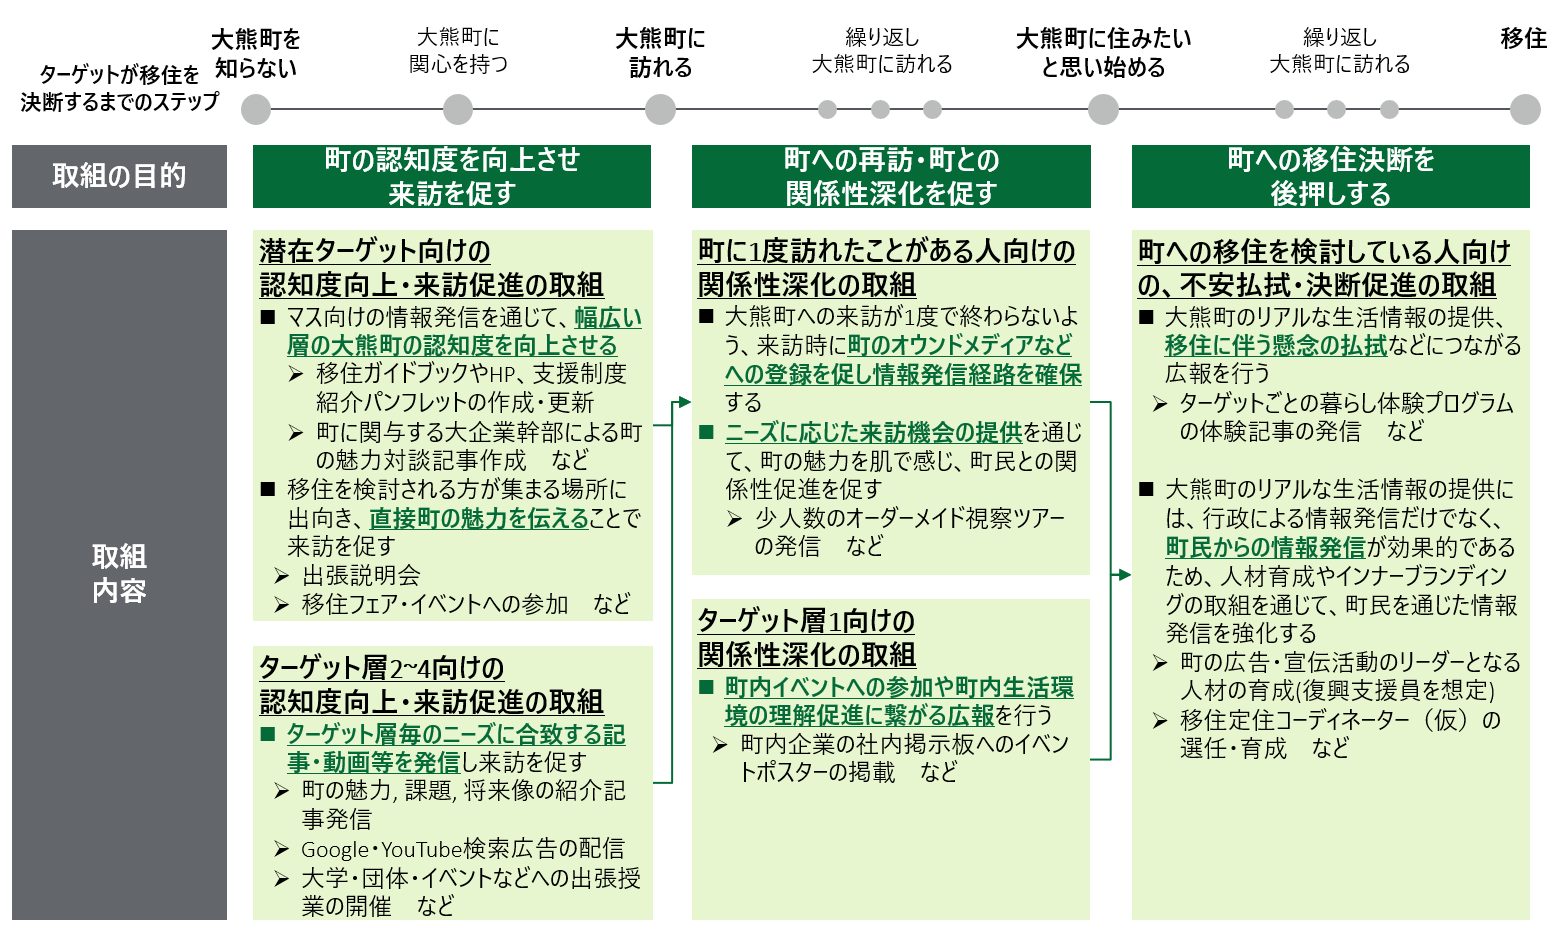 ターゲットが移住を
決断するまでのステップ
大熊町を
知らない
大熊町に
関心を持つ
大熊町に
訪れる
繰り返し
大熊町に訪れる
大熊町に住みたい
と思い始める
繰り返し
大熊町に訪れる
移住
取組の目的
町の認知度を向上させ
来訪を促す
町への再訪・町との
関係性深化を促す
町への移住決断を
後押しする
取組
内容
潜在ターゲット向けの
認知度向上・来訪促進の取組
■ マス向けの情報発信を通じて、幅広い
層の大熊町の認知度を向上させる
➢ 移住ガイドブックやHP、支援制度
紹介パンフレットの作成・更新
➢ 町に関与する大企業幹部による町
の魅力対談記事作成　など
■ 移住を検討される方が集まる場所に
出向き、直接町の魅力を伝えることで
来訪を促す
➢ 出張説明会
➢ 移住フェア・イベントへの参加　など
ターゲット層2~4向けの
認知度向上・来訪促進の取組
■ ターゲット層毎のニーズに合致する記
事・動画等を発信し来訪を促す
➢ 町の魅力, 課題, 将来像の紹介記
事発信
➢ Google・YouTube検索広告の配信
➢ 大学・団体・イベントなどへの出張授
業の開催　など
町に1度訪れたことがある人向けの
関係性深化の取組
■ 大熊町への来訪が1度で終わらないよ
う、来訪時に町のオウンドメディアなど
への登録を促し情報発信経路を確保
する
■ ニーズに応じた来訪機会の提供を通じ
て、町の魅力を肌で感じ、町民との関
係性促進を促す
➢ 少人数のオーダーメイド視察ツアー
の発信　など
ターゲット層1向けの
関係性深化の取組
■ 町内イベントへの参加や町内生活環
境の理解促進に繋がる広報を行う
➢ 町内企業の社内掲示板へのイベン
トポスターの掲載　など
町への移住を検討している人向け
の、不安払拭・決断促進の取組
■ 大熊町のリアルな生活情報の提供、
移住に伴う懸念の払拭などにつながる
広報を行う
➢ ターゲットごとの暮らし体験プログラム
の体験記事の発信　など
■ 大熊町のリアルな生活情報の提供に
は、行政による情報発信だけでなく、
町民からの情報発信が効果的である
ため、人材育成やインナーブランディン
グの取組を通じて、町民を通じた情報
発信を強化する
➢ 町の広告・宣伝活動のリーダーとなる
人材の育成(復興支援員を想定)
➢ 移住定住コーディネーター（仮）の
選任・育成　など